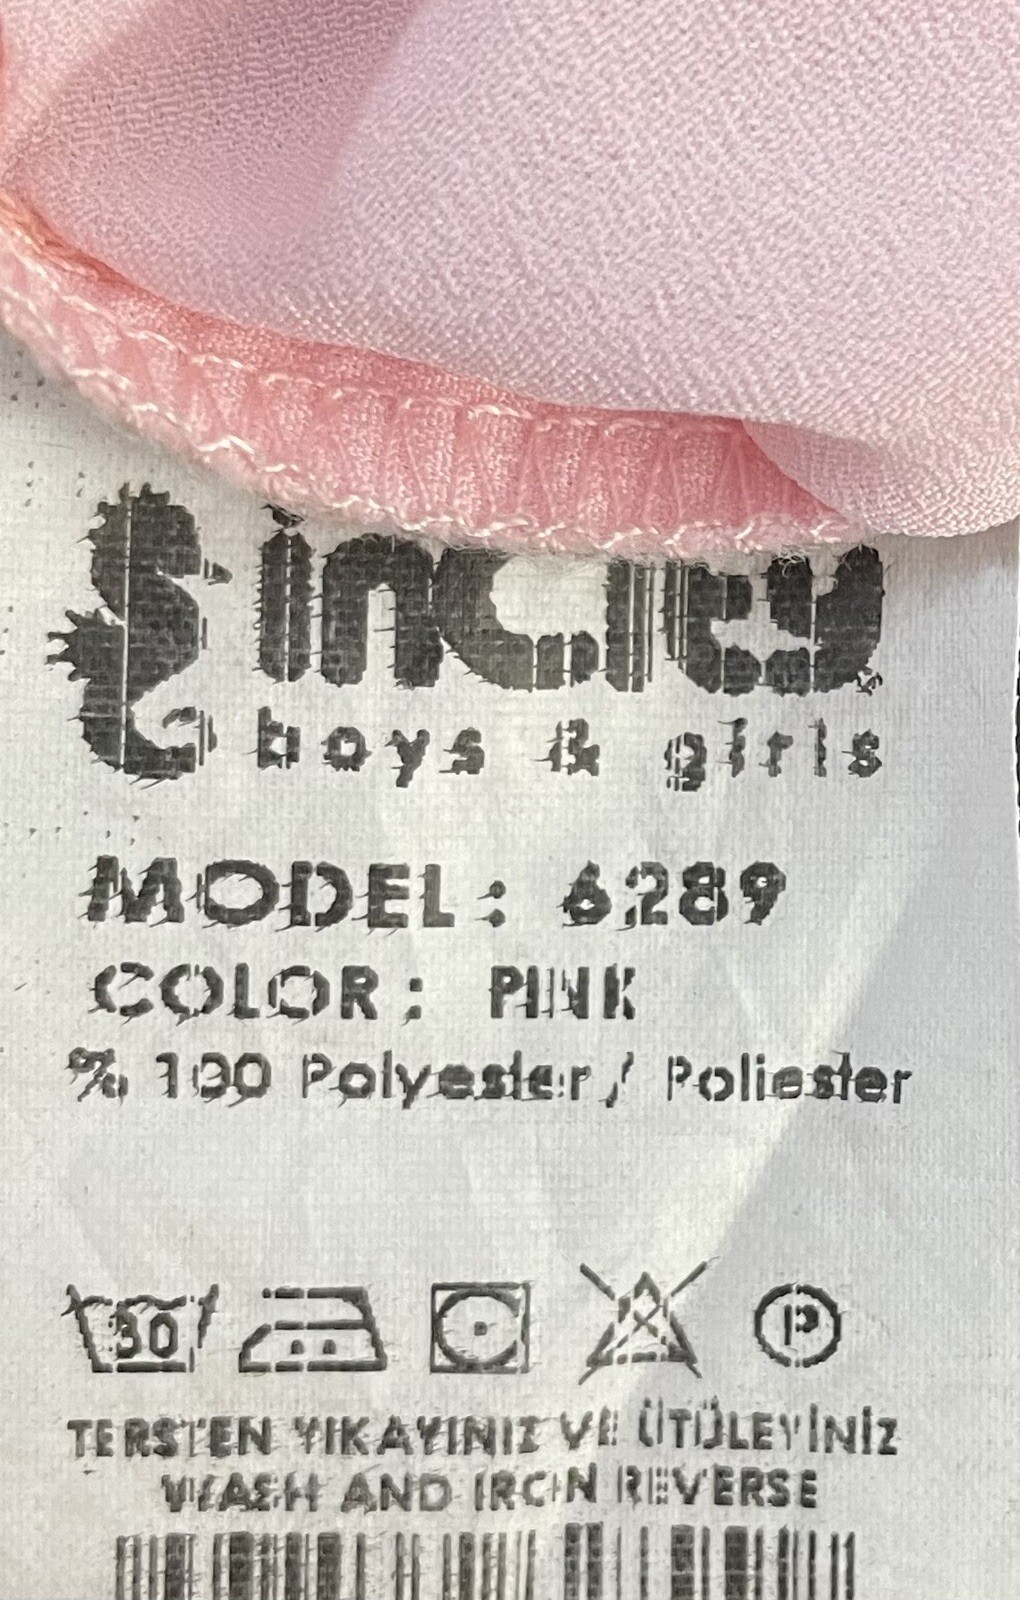 incity
boys & girls
MODEL: 6289
COLOR: PINK
% 100 Polyester / Poliester
30
P
TERSTEN YIKAYINIZ VE ÜTÜLEYİNİZ
WASH AND IRON REVERSE